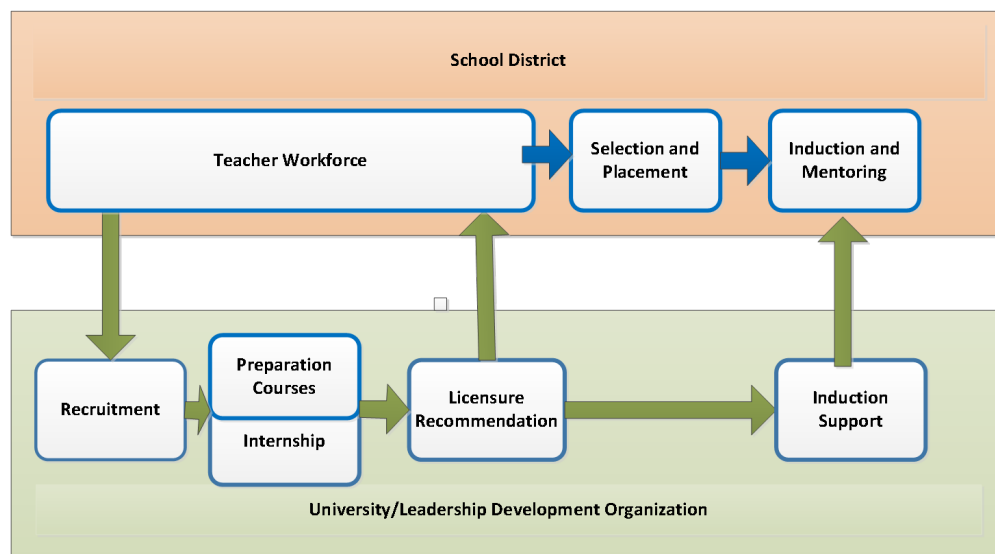 School District
Teacher Workforce
Selection and
Placement
Induction and
Mentoring
Recruitment
Preparation
Courses
Internship
Licensure
Recommendation
Induction
Support
University/Leadership Development Organization